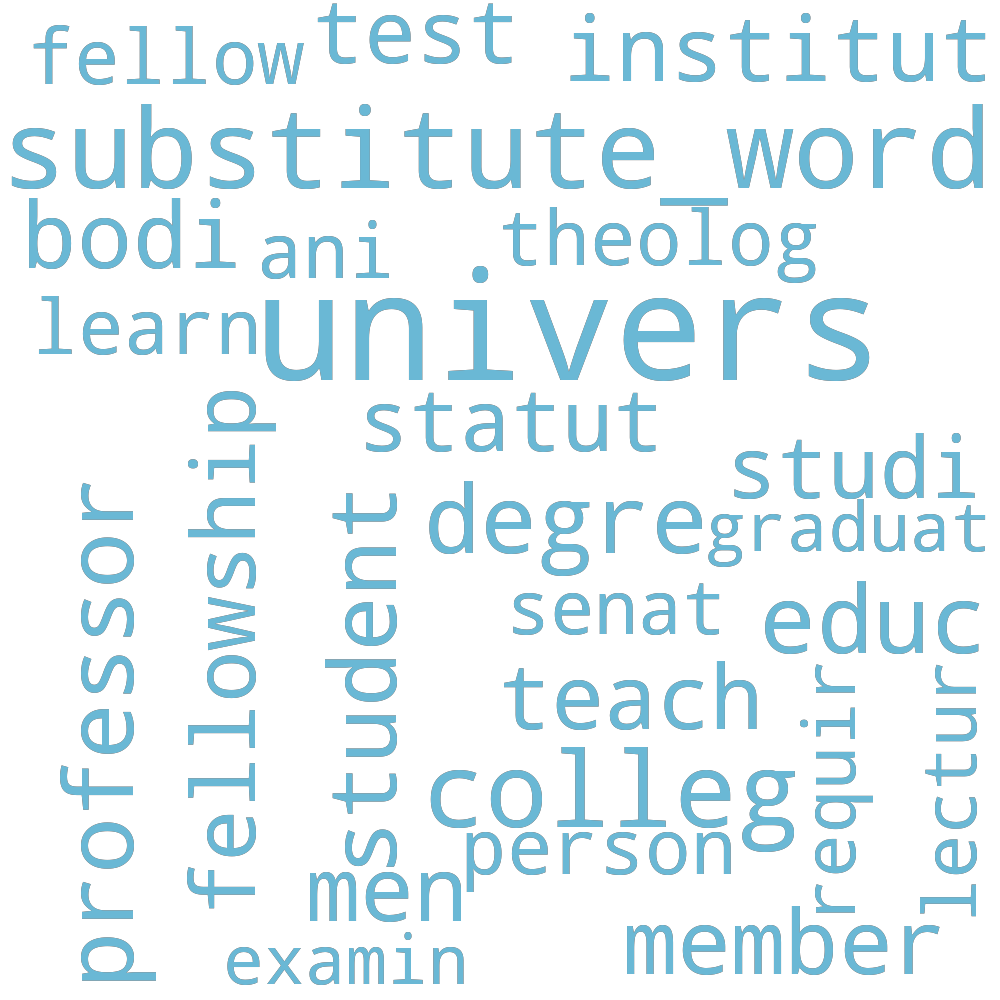 fellow test institut
substitute_word
bodi ani theolog
learn univers
statut
studi
professor fellowship student degre graduat
senat educ
teach requir lectur
colleg
person
men
member
examin